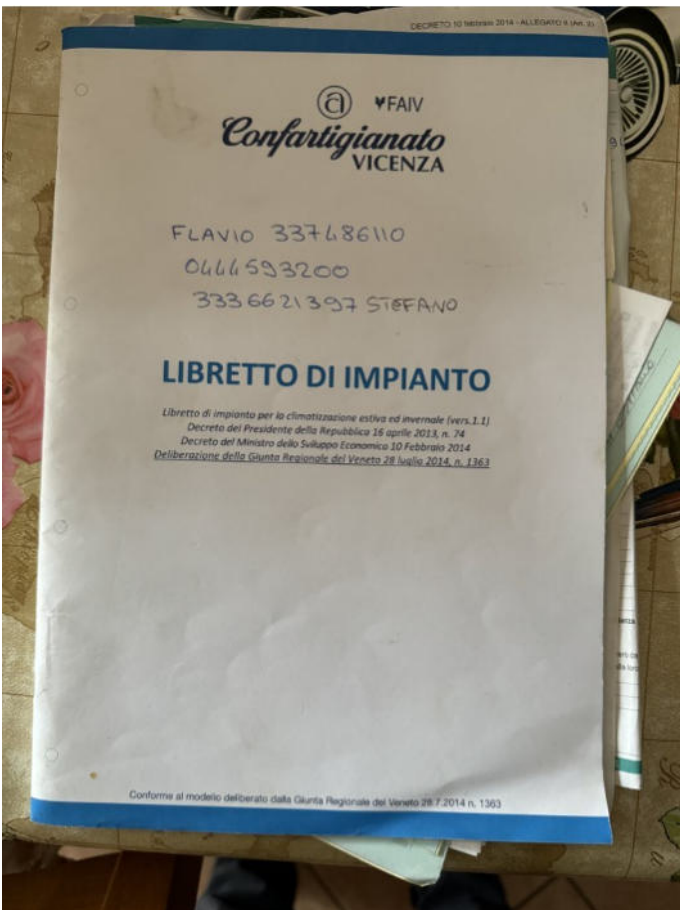 DECRETO 10 febbraio 2014 - ALLEGATO II (Art. 2)
FAIV
Confartigianato
VICENZA
FLAVIO 337486110
0444593200
3336621397 STEFANO
LIBRETTO DI IMPIANTO
Libretto di impianto per la climatizzazione estiva ed invernale (vers.1.1)
Decreto del Presidente della Repubblica 16 aprile 2013, n. 74
Decreto del Ministro dello Sviluppo Economico 10 Febbraio 2014
Deliberazione della Giunta Regionale del Veneto 28 luglio 2014, n. 1363
Conforme al modello deliberato dalla Giunta Regionale del Veneto 28.7.2014 n. 1363